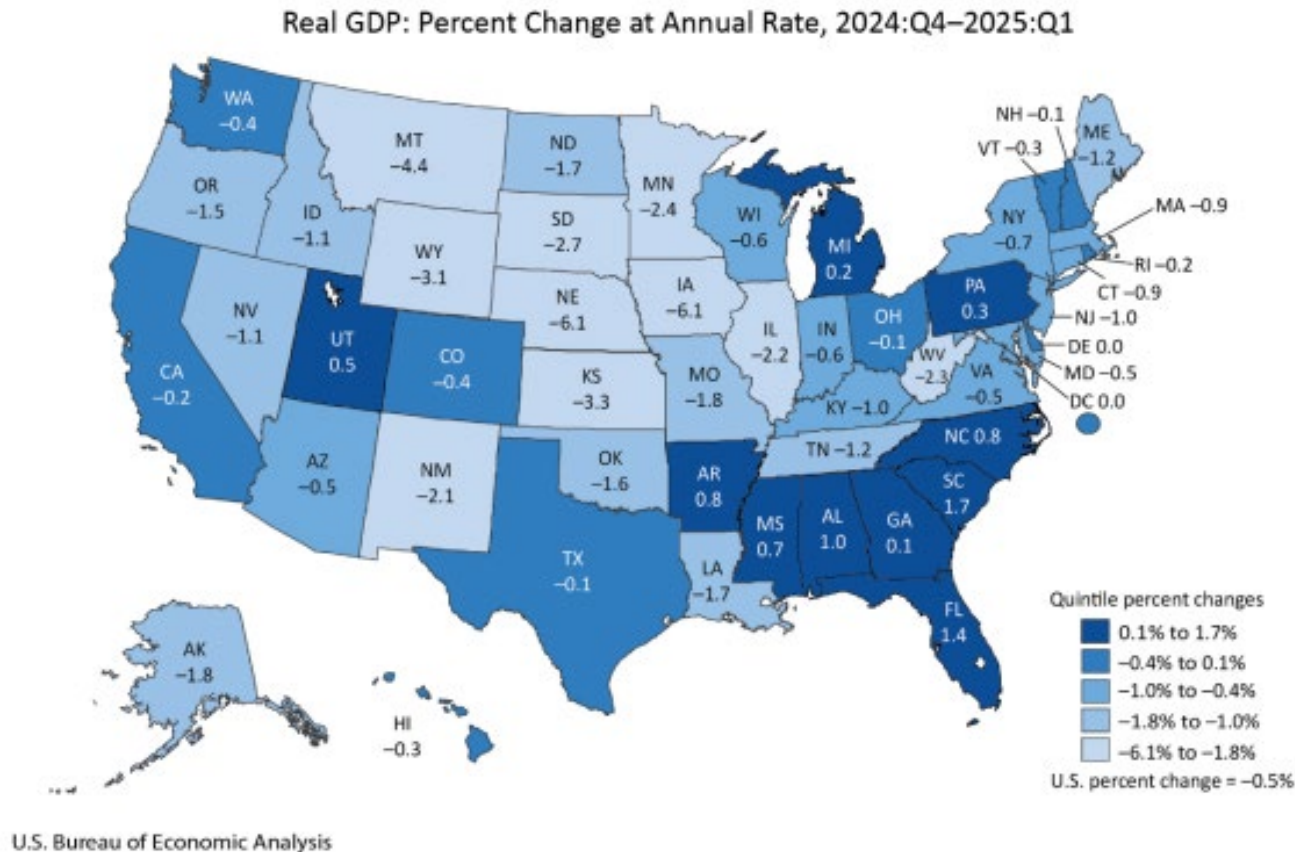 Real GDP: Percent Change at Annual Rate, 2024:Q4–2025:Q1
WA
–0.4
MT
–4.4
ND
–1.7
MN
–2.4
NH –0.1
VT –0.3
ME
–1.2
OR
–1.5
ID
–1.1
WY
–3.1
SD
–2.7
WI
–0.6
MI
0.2
NY
–0.7
MA –0.9
RI –0.2
CT –0.9
NJ –1.0
DE 0.0
MD –0.5
DC 0.0
NV
–1.1
UT
0.5
CO
–0.4
NE
–6.1
IA
–6.1
IL
–2.2
IN
–0.6
OH
–0.1
PA
0.3
WV
–2.3
VA
–0.5
CA
–0.2
KS
–3.3
MO
–1.8
KY –1.0
NC 0.8
TN –1.2
AZ
–0.5
NM
–2.1
OK
–1.6
AR
0.8
SC
1.7
MS
0.7
AL
1.0
GA
0.1
TX
–0.1
LA
–1.7
FL
1.4
AK
–1.8
HI
–0.3
Quintile percent changes
0.1% to 1.7%
–0.4% to 0.1%
–1.0% to –0.4%
–1.8% to –1.0%
–6.1% to –1.8%
U.S. percent change = –0.5%
U.S. Bureau of Economic Analysis